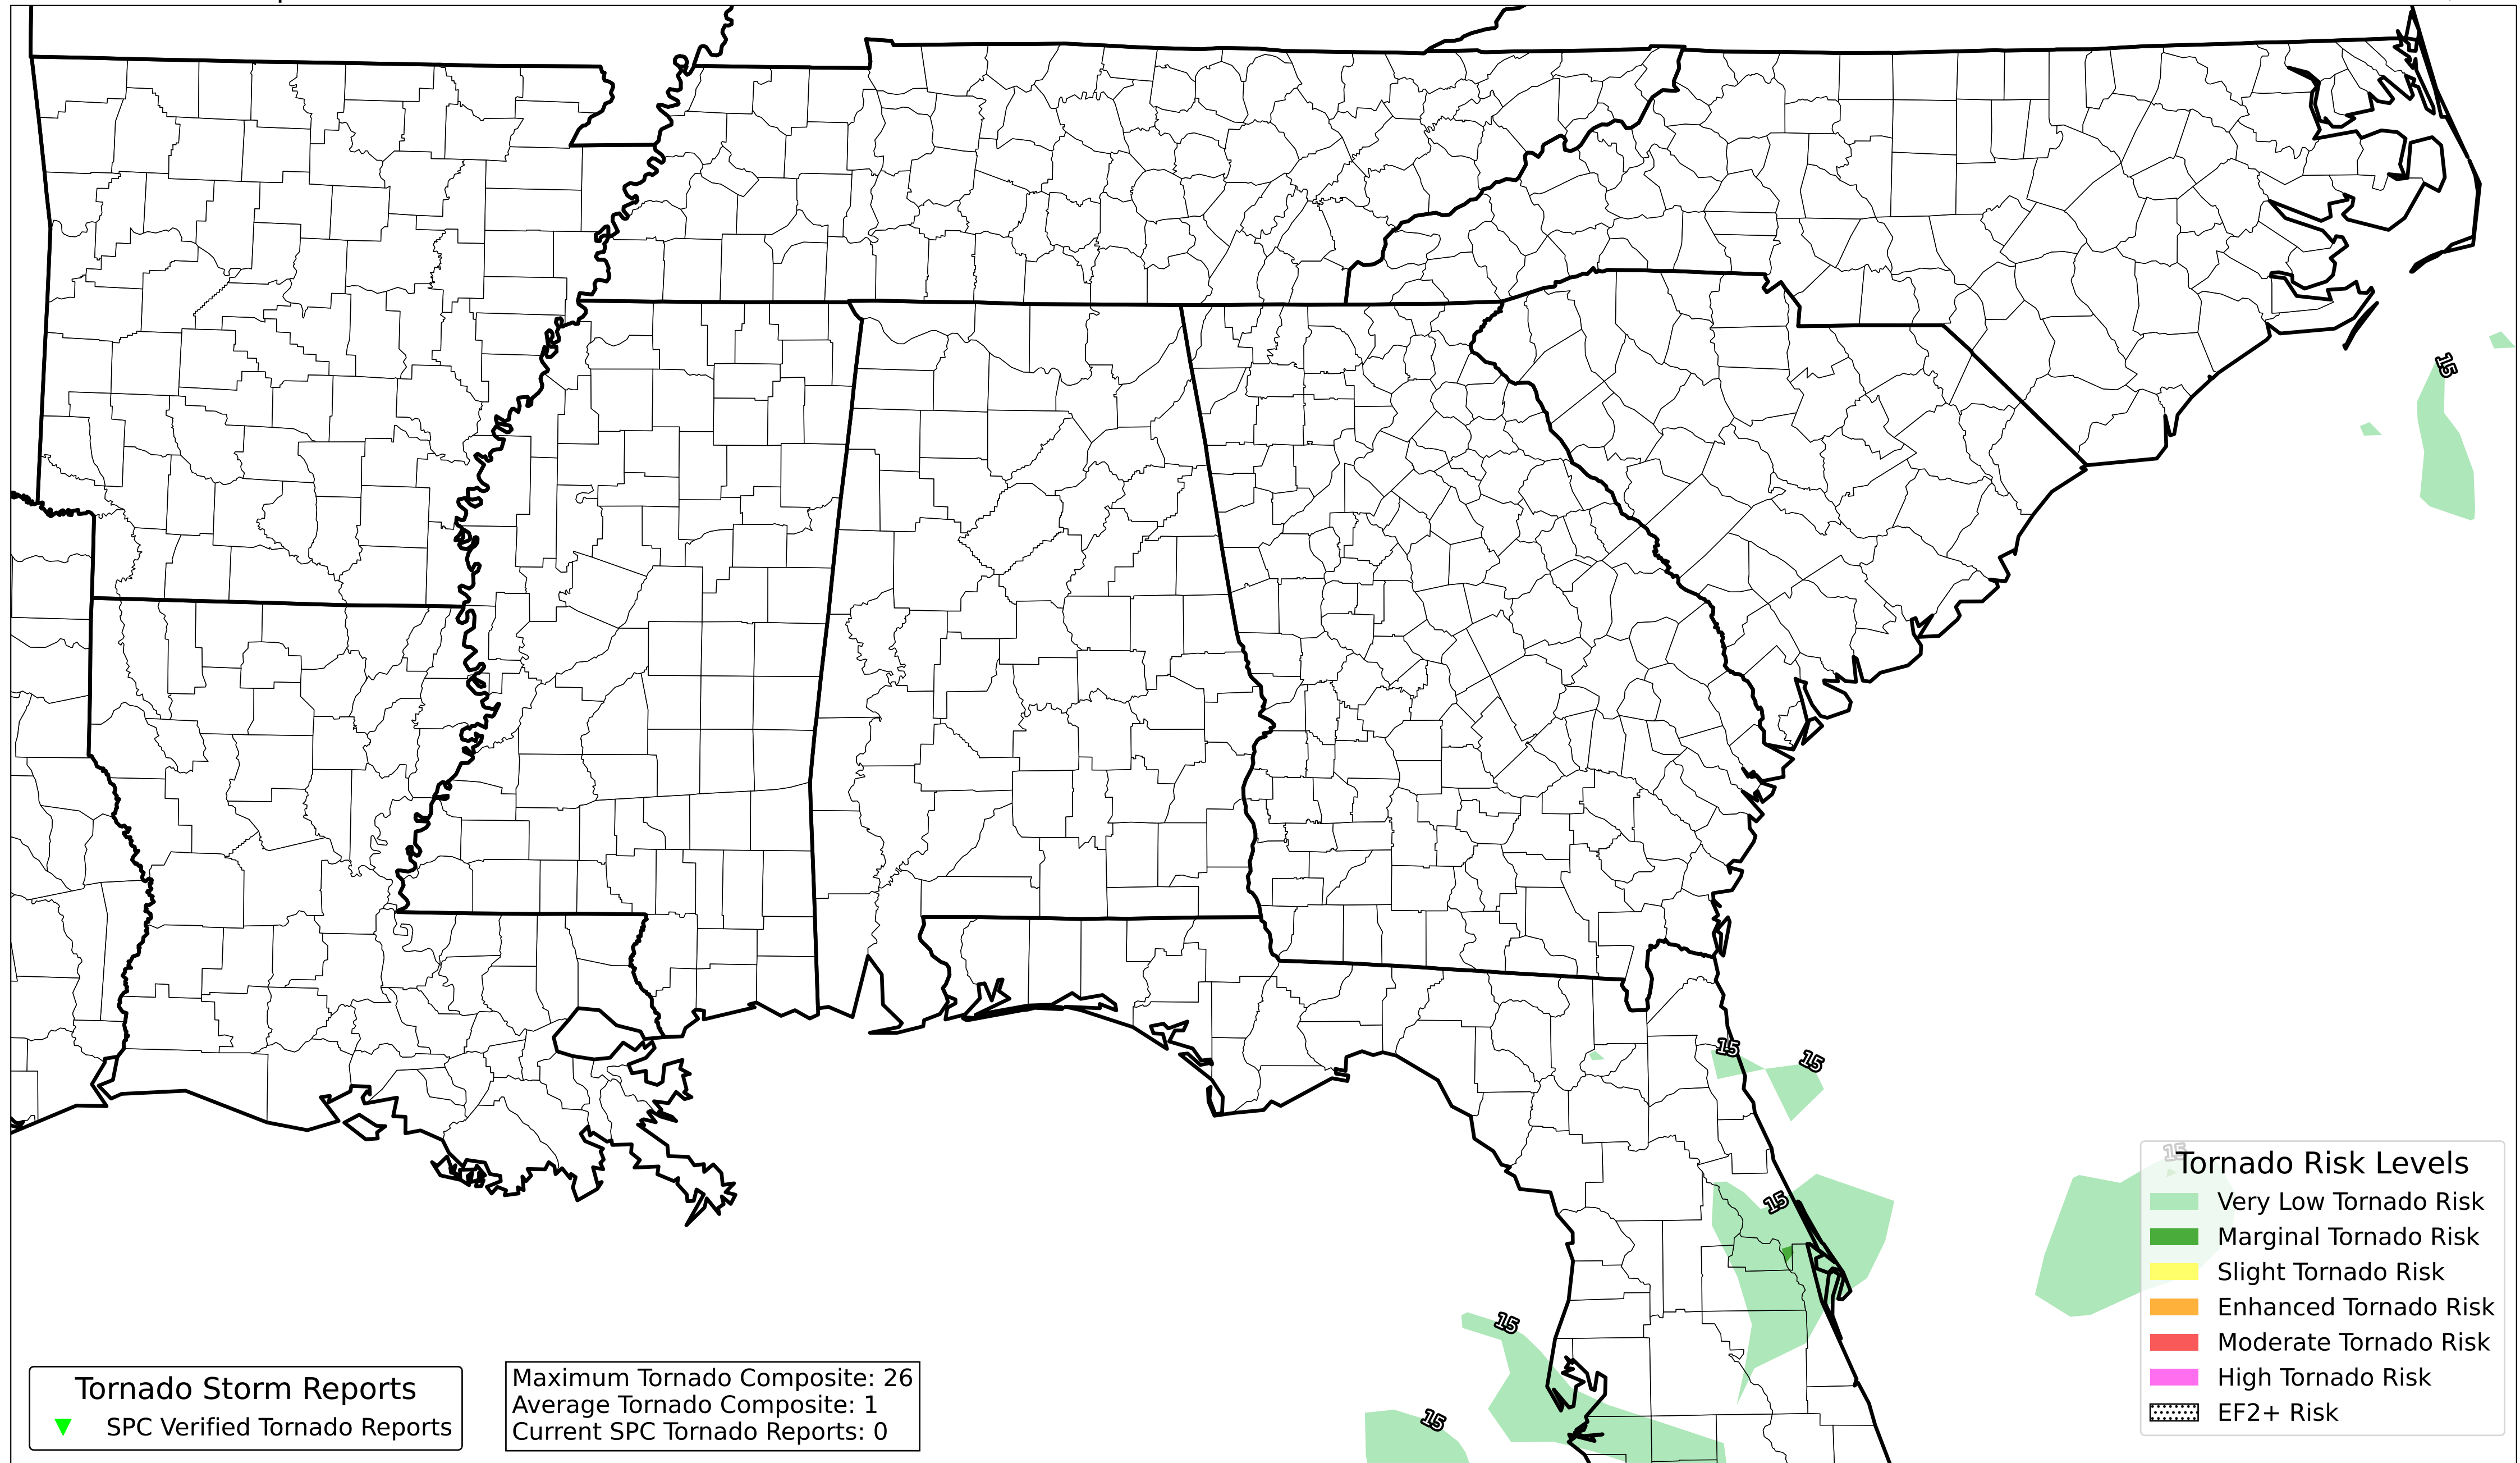 15
15
15
15
15
15
15
Tornado Risk Levels
Very Low Tornado Risk
Marginal Tornado Risk
Slight Tornado Risk
Enhanced Tornado Risk
Moderate Tornado Risk
High Tornado Risk
EF2+ Risk
Tornado Storm Reports
SPC Verified Tornado Reports
Maximum Tornado Composite: 26
Average Tornado Composite: 1
Current SPC Tornado Reports: 0